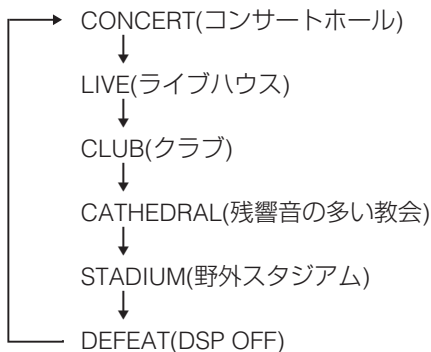 CONCERT(コンサートホール)
LIVE(ライブハウス)
CLUB(クラブ)
CATHEDRAL(残響音の多い教会)
STADIUM(野外スタジアム)
DEFEAT(DSP OFF)